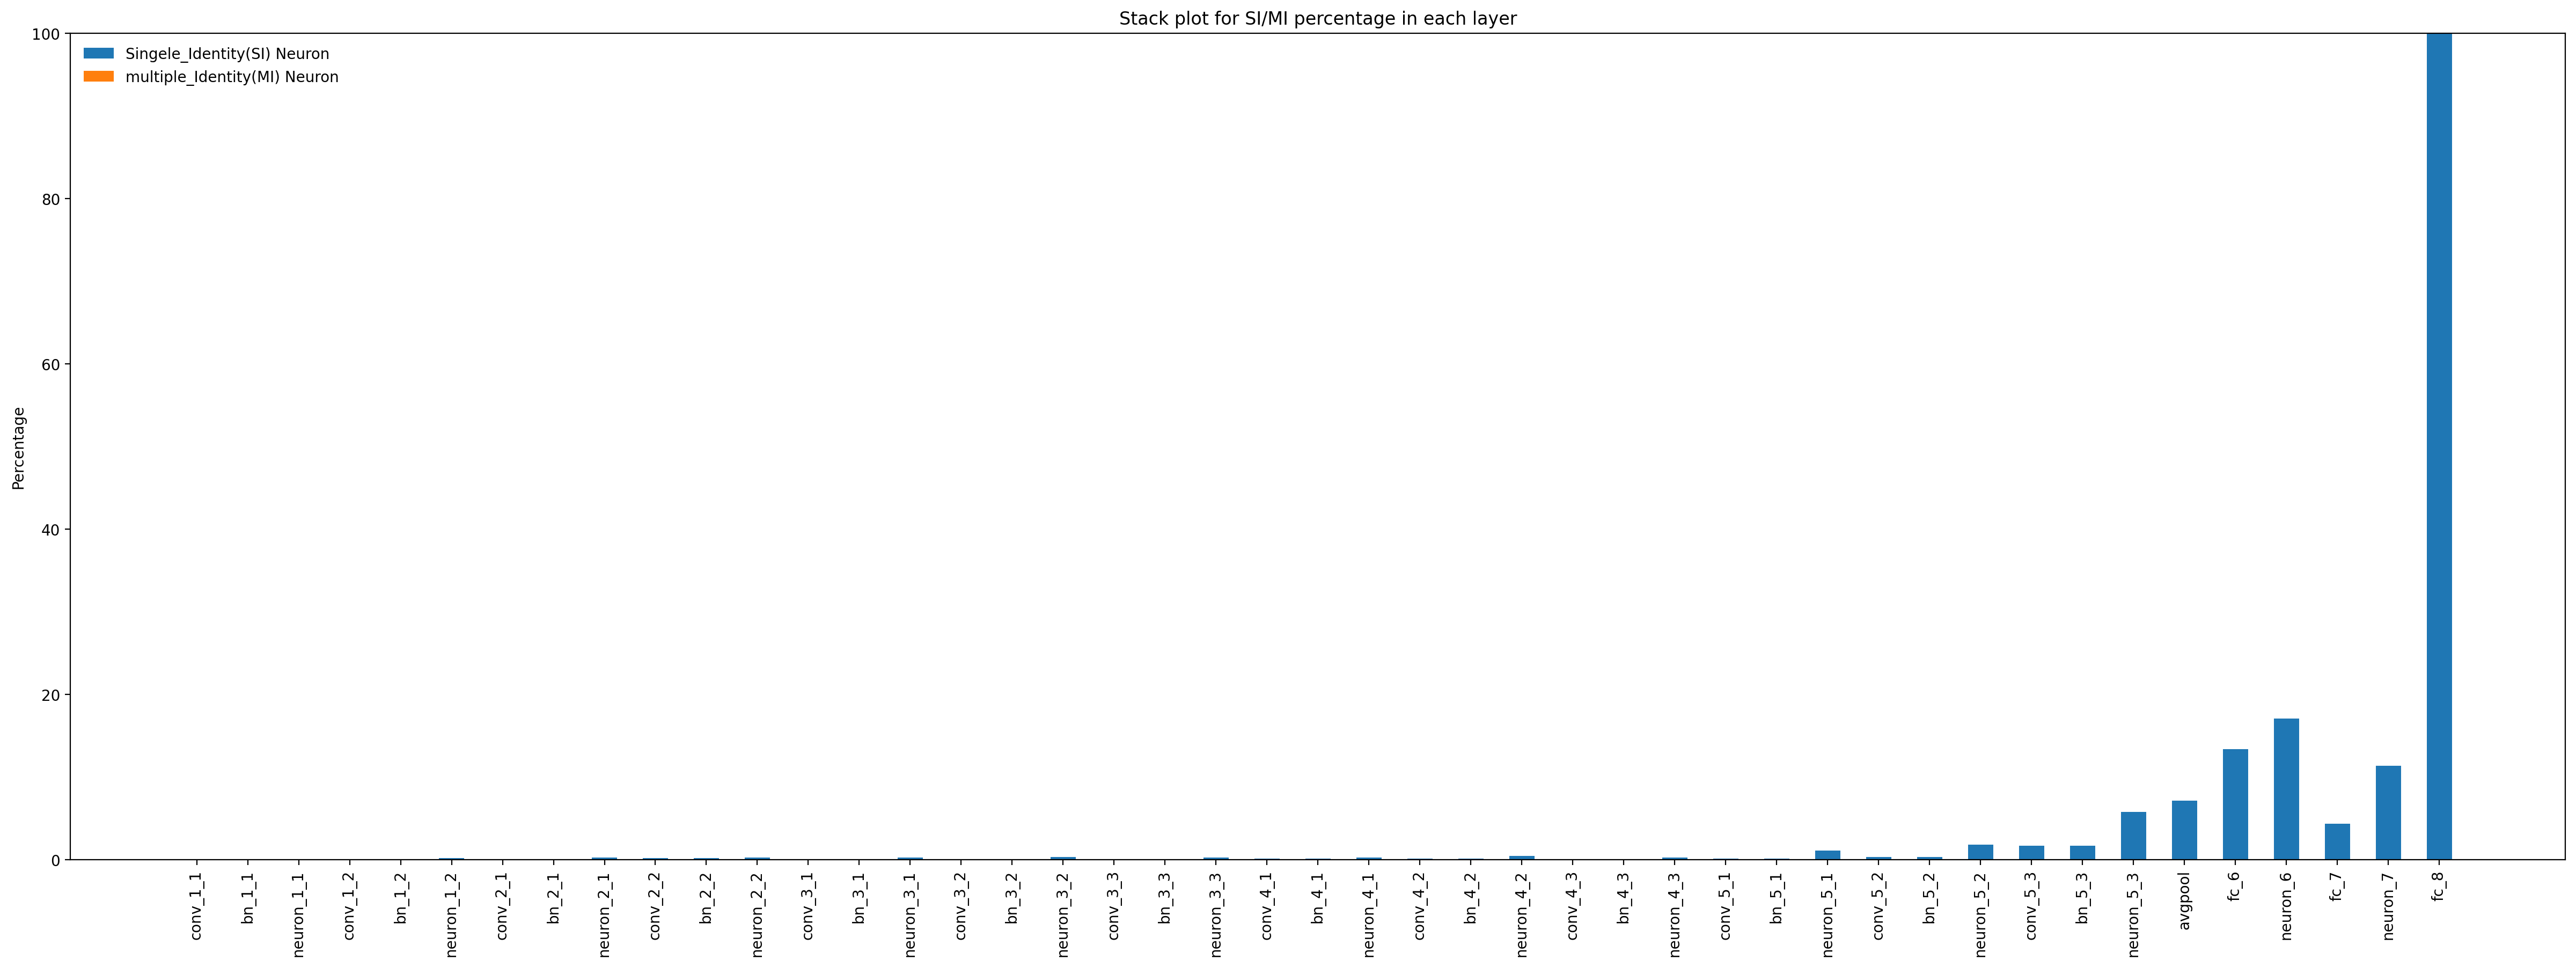 Stack plot for SI/MI percentage in each layer
Singele_Identity(SI) Neuron
multiple_Identity(MI) Neuron
Percentage
100
80
60
40
20
0
conv_1_1
bn_1_1
neuron_1_1
conv_1_2
bn_1_2
neuron_1_2
conv_2_1
bn_2_1
neuron_2_1
conv_2_2
bn_2_2
neuron_2_2
conv_3_1
bn_3_1
neuron_3_1
conv_3_2
bn_3_2
neuron_3_2
conv_3_3
bn_3_3
neuron_3_3
conv_4_1
bn_4_1
neuron_4_1
conv_4_2
bn_4_2
neuron_4_2
conv_4_3
bn_4_3
neuron_4_3
conv_5_1
bn_5_1
neuron_5_1
conv_5_2
bn_5_2
neuron_5_2
conv_5_3
bn_5_3
neuron_5_3
avgpool
fc_6
neuron_6
fc_7
neuron_7
fc_8